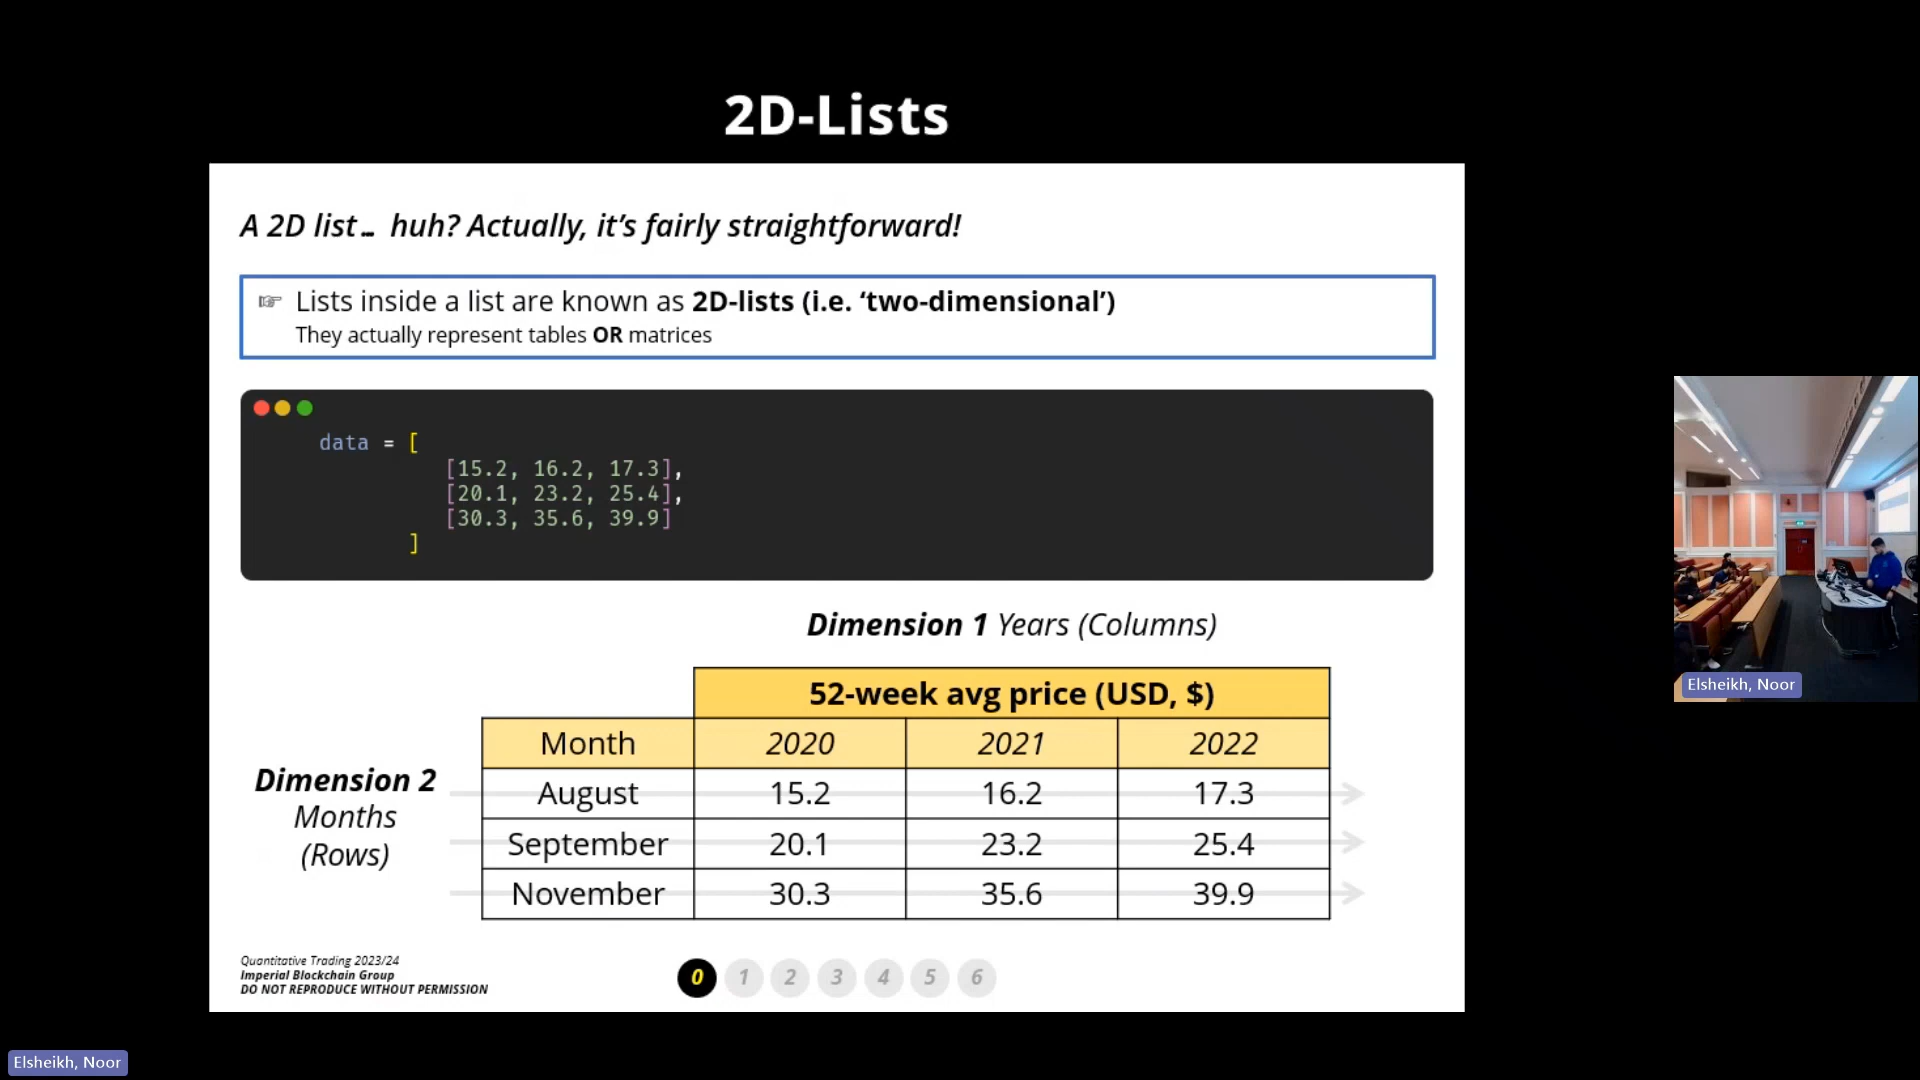 2D-Lists
A 2D list… huh? Actually, it's fairly straightforward!
☞ Lists inside a list are known as 2D-lists (i.e. ‘two-dimensional’)
They actually represent tables OR matrices
data = [
[15.2, 16.2, 17.3],
[20.1, 23.2, 25.4],
[30.3, 35.6, 39.9]
]
Dimension 1 Years (Columns)
52-week avg price (USD, $)
Month 2020 2021 2022
Dimension 2
Months
(Rows)
August 15.2 16.2 17.3
September 20.1 23.2 25.4
November 30.3 35.6 39.9
Quantitative Trading 2023/24
Imperial Blockchain Group
DO NOT REPRODUCE WITHOUT PERMISSION
0 1 2 3 4 5 6
Elsheikh, Noor
Elsheikh, Noor